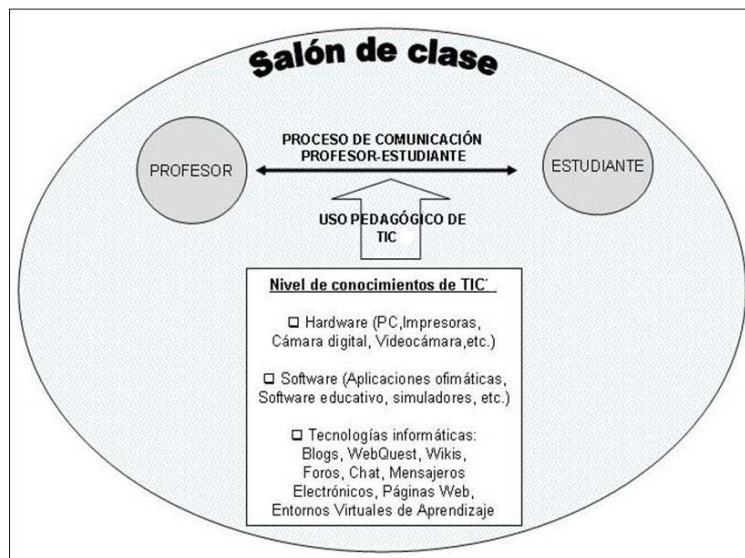 Salón de clase
PROCESO DE COMUNICACIÓN
PROFESOR-ESTUDIANTE
PROFESOR
ESTUDIANTE
USO PEDAGÓGICO DE
TIC
Nivel de conocimientos de TIC´
❑ Hardware (PC,Impresoras,
Cámara digital, Videocámara,etc.)
❑ Software (Aplicaciones ofimáticas,
Software educativo, simuladores, etc.)
❑ Tecnologías informáticas:
Blogs, WebQuest, Wikis,
Foros, Chat, Mensajeros
Electrónicos, Páginas Web,
Entornos Virtuales de Aprendizaje